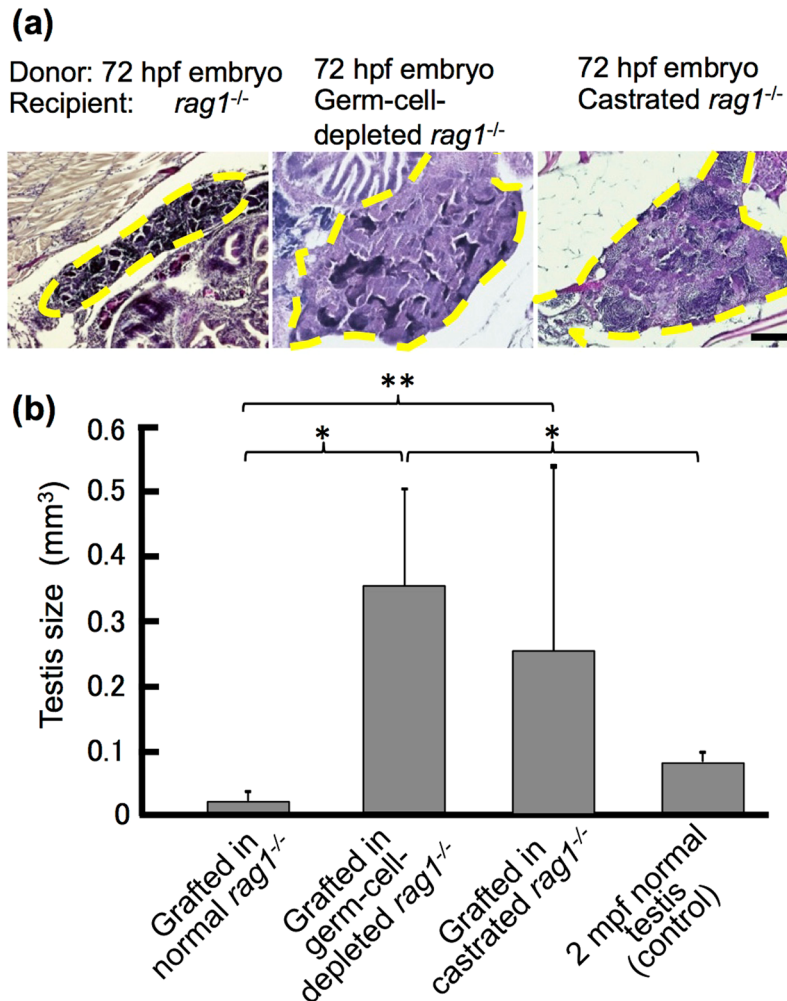 (a)
Donor: 72 hpf embryo
Recipient: rag1-/-
72 hpf embryo
Germ-cell-
depleted rag1-/-
72 hpf embryo
Castrated rag1-/-
(b)
**
*
*
0.6
0.5
0.4
0.3
0.2
0.1
0
Testis size (mm3)
Grafted in
normal rag1-/-
Grafted in
germ-cell-
depleted rag1-/-
Grafted in
castrated rag1-/-
2 mpf normal
testis
(control)